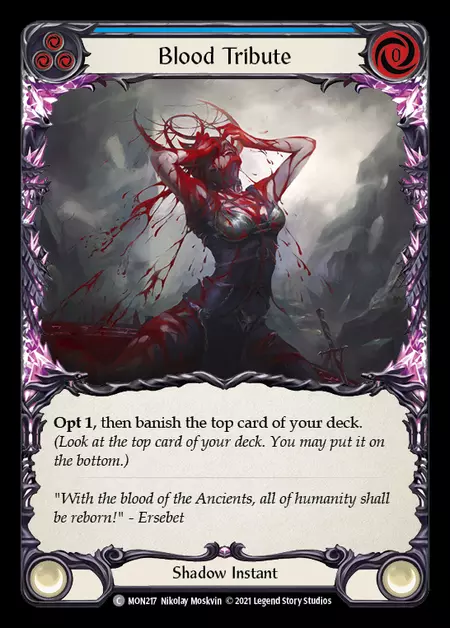 Blood Tribute
0
Opt 1, then banish the top card of your deck.
(Look at the top card of your deck. You may put it on
the bottom.)
"With the blood of the Ancients, all of humanity shall
be reborn!" - Ersebet
Shadow Instant
C MON217 Nikolay Moskvin © 2021 Legend Story Studios